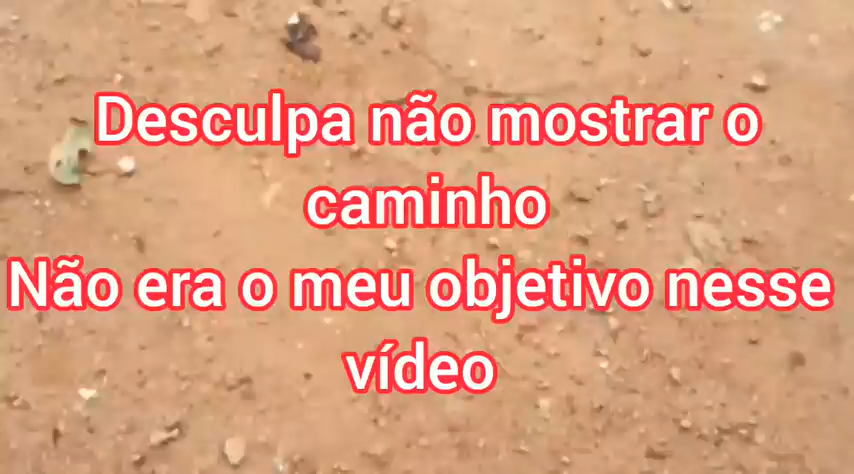 Desculpa não mostrar o
caminho
Não era o meu objetivo nesse
vídeo